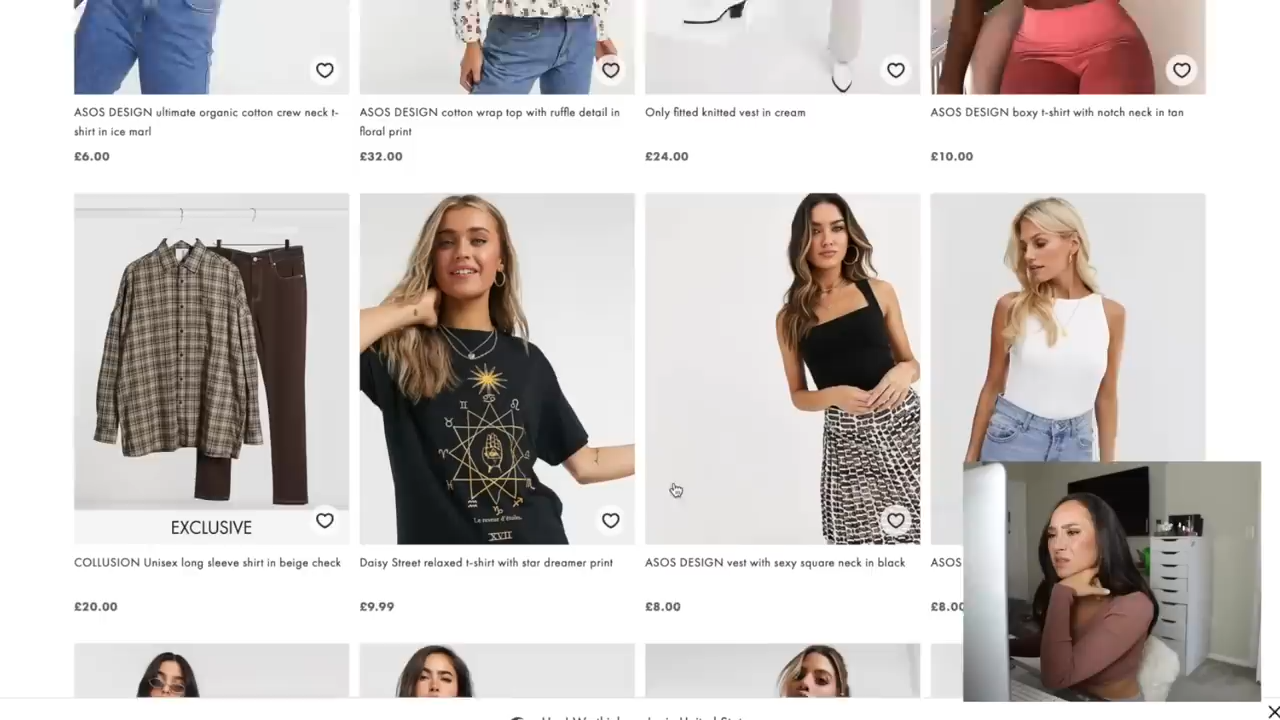 ASOS DESIGN ultimate organic cotton crew neck t-
shirt in ice marl
£6.00
ASOS DESIGN cotton wrap top with ruffle detail in
floral print
£32.00
Only fitted knitted vest in cream
£24.00
ASOS DESIGN boxy t-shirt with notch neck in tan
£10.00
EXCLUSIVE
COLLUSION Unisex long sleeve shirt in beige check
£20.00
La noueur d'étoiles
XVII
Daisy Street relaxed t-shirt with star dreamer print
£9.99
ASOS DESIGN vest with sexy square neck in black
£8.00
ASOS
£8.00